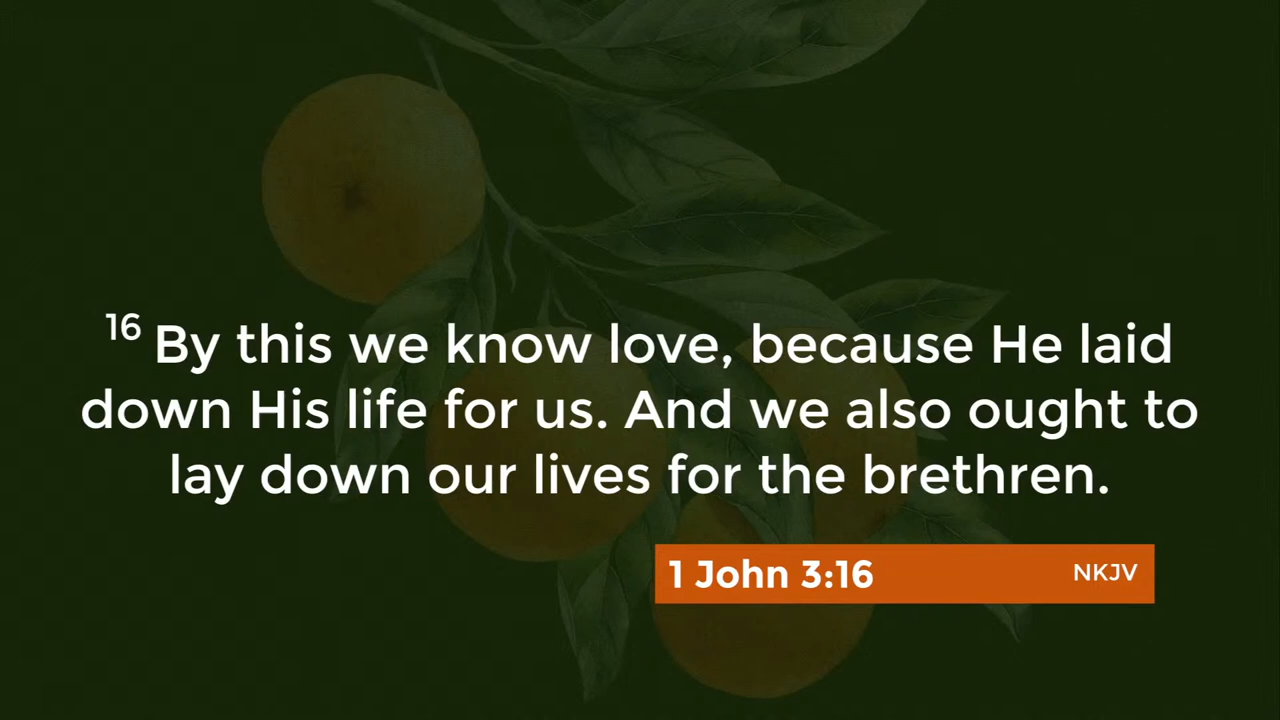 16 By this we know love, because He laid
down His life for us. And we also ought to
lay down our lives for the brethren.
1 John 3:16 NKJV